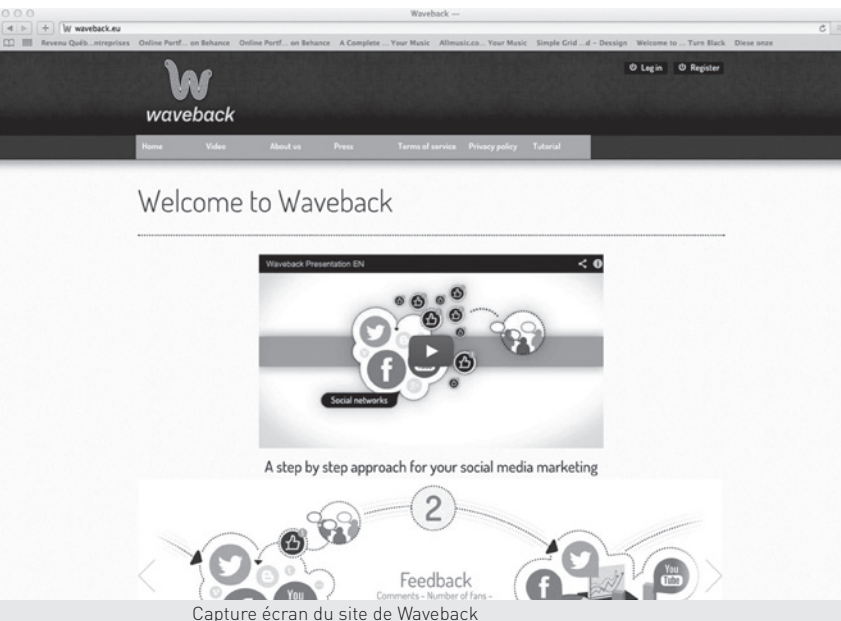 Waveback —
waveback.eu
Revenu Québ...ntreprises Online Portf... on Behance Online Portf... on Behance A Complete ... Your Music Allmusic.co... Your Music Simple Grid ...d – Dessign Welcome to ... Turn Black Diese onze
Log in Register
waveback
Home Video About us Press Terms of service Privacy policy Tutorial
Welcome to Waveback
Waveback Presentation EN
Social networks
A step by step approach for your social media marketing
2
You
Tube
Feedback
Comments - Number of fans -
You
Capture écran du site de Waveback